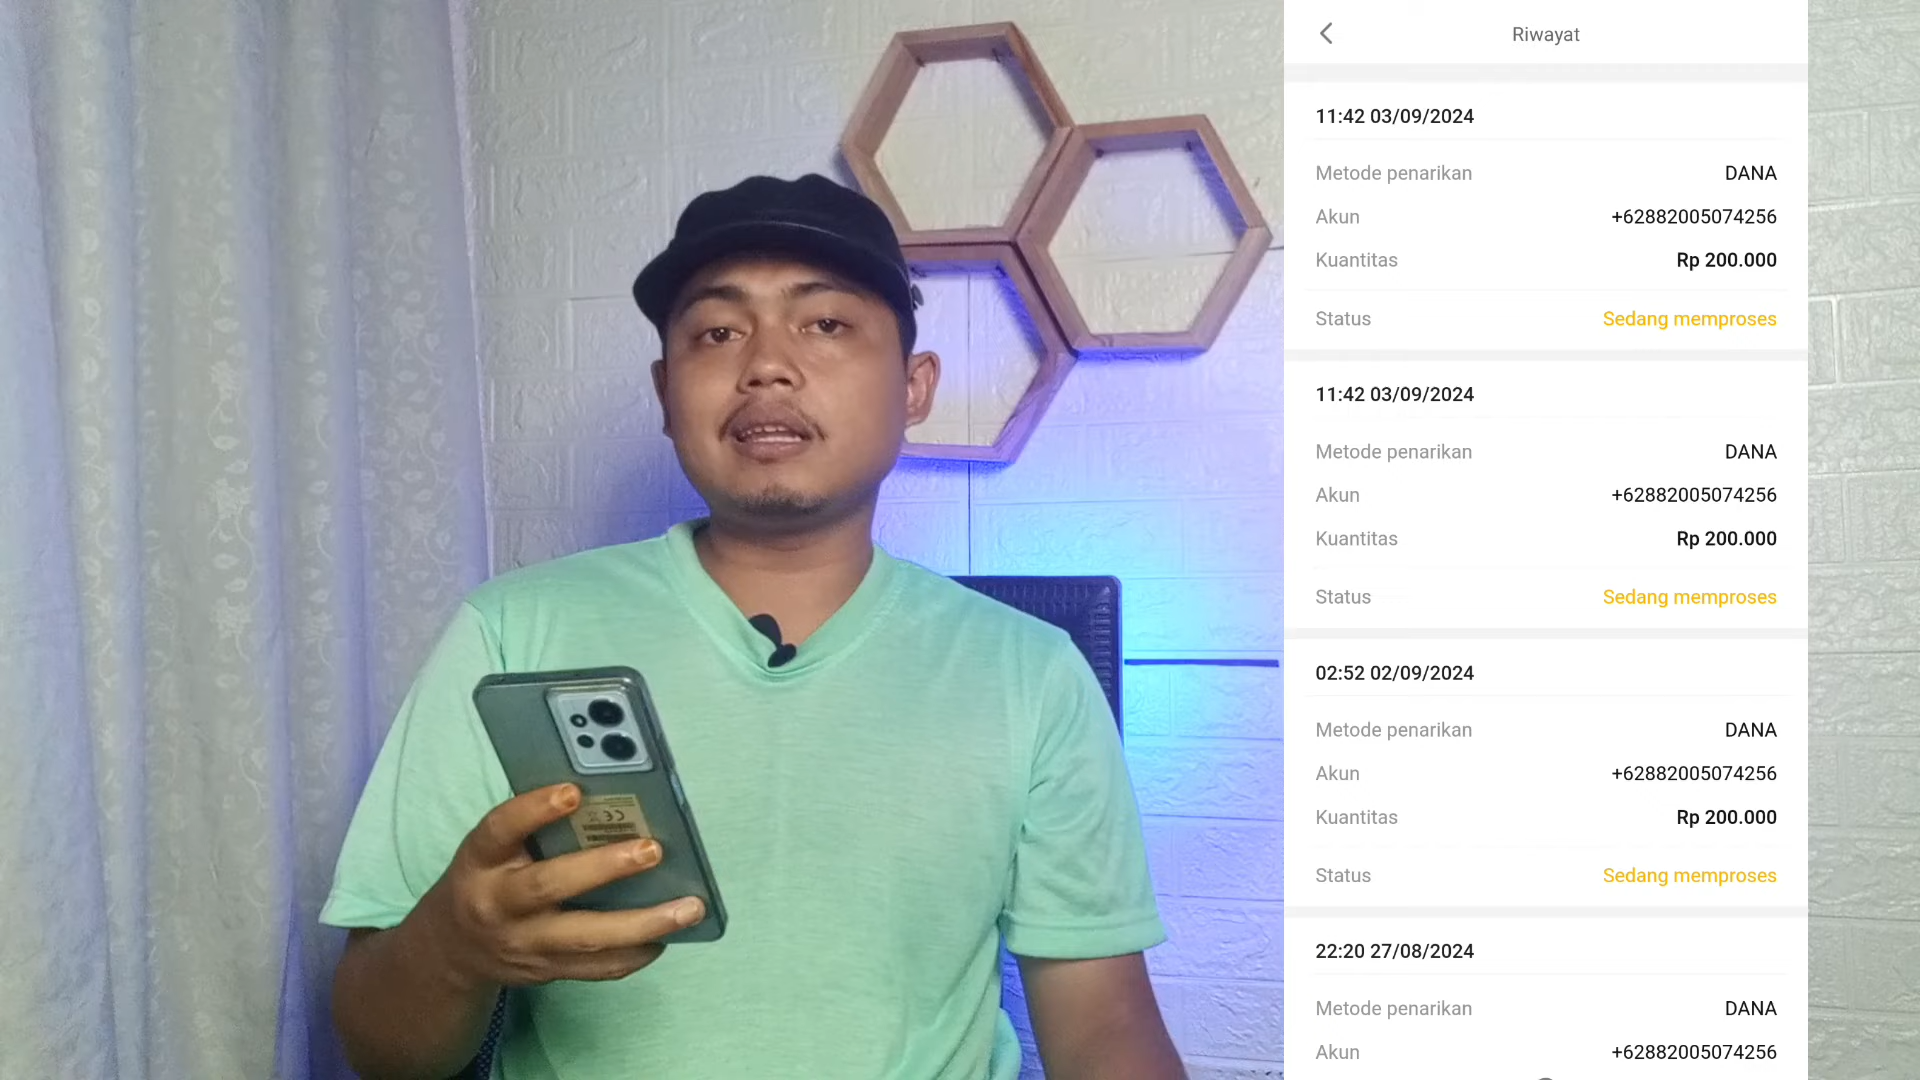 Riwayat
11:42 03/09/2024
Metode penarikan DANA
Akun +62882005074256
Kuantitas Rp 200.000
Status Sedang memproses
11:42 03/09/2024
Metode penarikan DANA
Akun +62882005074256
Kuantitas Rp 200.000
Status Sedang memproses
02:52 02/09/2024
Metode penarikan DANA
Akun +62882005074256
Kuantitas Rp 200.000
Status Sedang memproses
22:20 27/08/2024
Metode penarikan DANA
Akun +62882005074256
CE